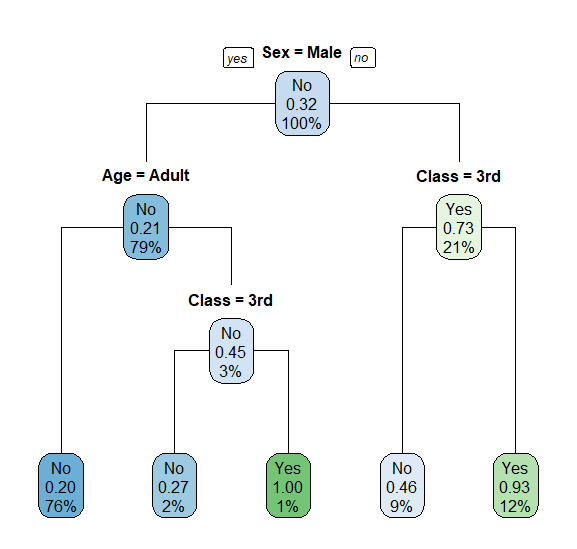 yes Sex = Male no
No
0.32
100%
Age = Adult
Class = 3rd
No
0.21
79%
Yes
0.73
21%
Class = 3rd
No
0.45
3%
No
0.20
76%
No
0.27
2%
Yes
1.00
1%
No
0.46
9%
Yes
0.93
12%